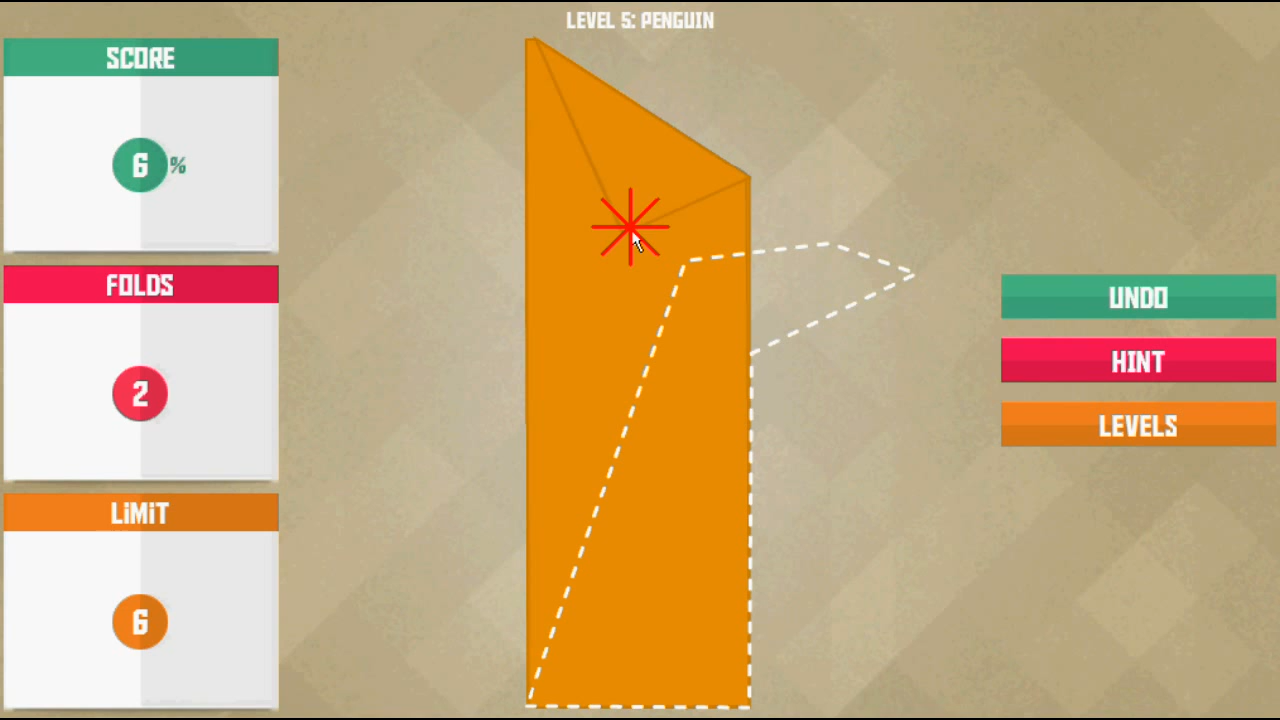 LEVEL 5: PENGUIN
SCORE
6 %
FOLDS
2
LiMiT
6
UNDO
HINT
LEVELS